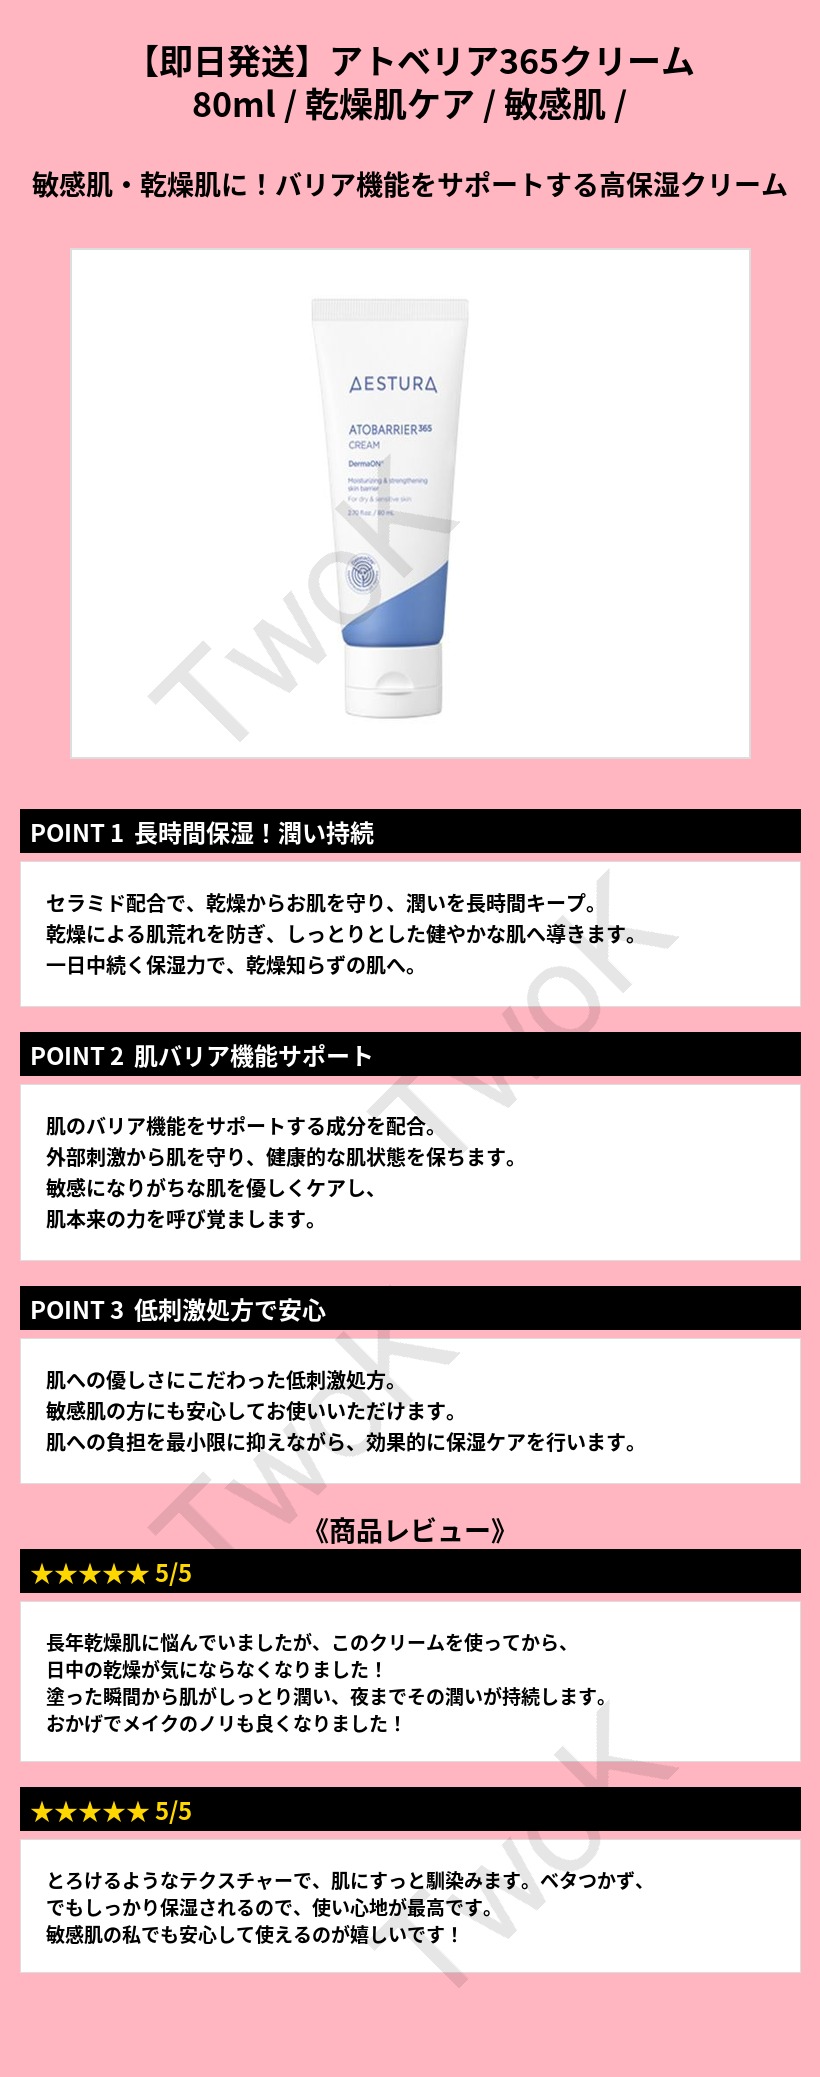 【即日発送】アトベリア365クリーム
80ml / 乾燥肌ケア / 敏感肌 /
敏感肌・乾燥肌に！バリア機能をサポートする高保湿クリーム
AESTURA
ATOBARRIER365
CREAM
DermaON®
Moisturizing & strengthening
skin barrier
For dry & sensitive skin
2.70 fl.oz. / 80 mL
TwoK
POINT 1 長時間保湿！潤い持続
セラミド配合で、乾燥からお肌を守り、潤いを長時間キープ。
乾燥による肌荒れを防ぎ、しっとりとした健やかな肌へ導きます。
一日中続く保湿力で、乾燥知らずの肌へ。
TwoK
POINT 2 肌バリア機能サポート
肌のバリア機能をサポートする成分を配合。
外部刺激から肌を守り、健康的な肌状態を保ちます。
敏感になりがちな肌を優しくケアし、
肌本来の力を呼び覚まします。
POINT 3 低刺激処方で安心
肌への優しさにこだわった低刺激処方。
敏感肌の方にも安心してお使いいただけます。
肌への負担を最小限に抑えながら、効果的に保湿ケアを行います。
TwoK
《商品レビュー》
★★★★★ 5/5
長年乾燥肌に悩んでいましたが、このクリームを使ってから、
日中の乾燥が気にならなくなりました！
塗った瞬間から肌がしっとり潤い、夜までその潤いが持続します。
おかげでメイクのノリも良くなりました！
★★★★★ 5/5
とろけるようなテクスチャーで、肌にすっと馴染みます。ベタつかず、
でもしっかり保湿されるので、使い心地が最高です。
敏感肌の私でも安心して使えるのが嬉しいです！
TwoK